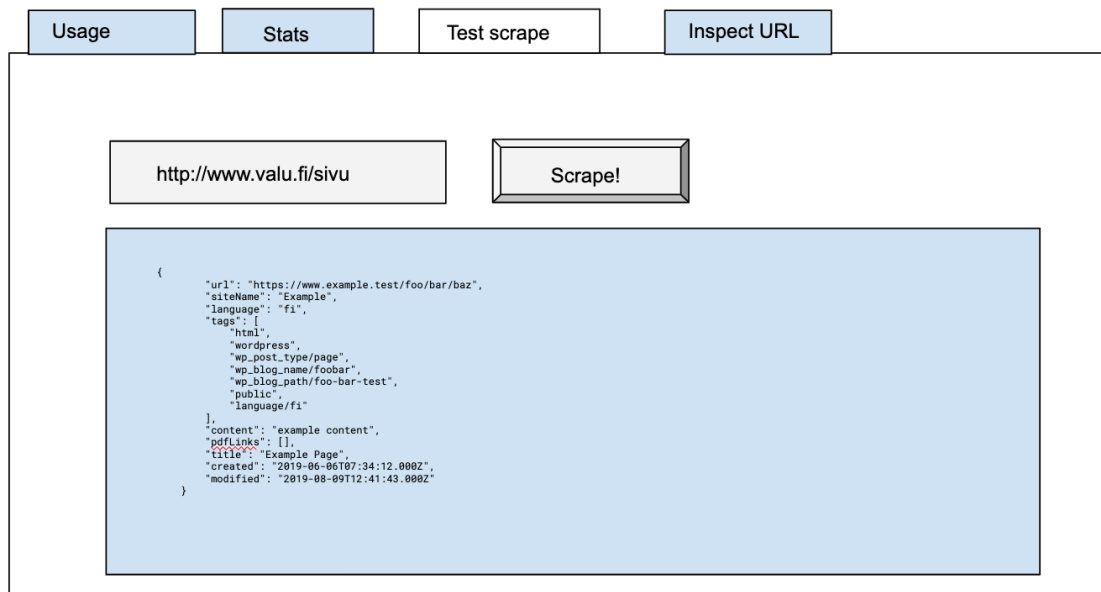 Usage
Stats
Test scrape
Inspect URL
http://www.valu.fi/sivu
Scrape!
{
"url": "https://www.example.test/foo/bar/baz",
"siteName": "Example",
"language": "fi",
"tags": [
"html",
"wordpress",
"wp_post_type/page",
"wp_blog_name/foobar",
"wp_blog_path/foo-bar-test",
"public",
"language/fi"
],
"content": "example content",
"pdfLinks": [],
"title": "Example Page",
"created": "2019-06-06T07:34:12.000Z",
"modified": "2019-08-09T12:41:43.000Z"
}